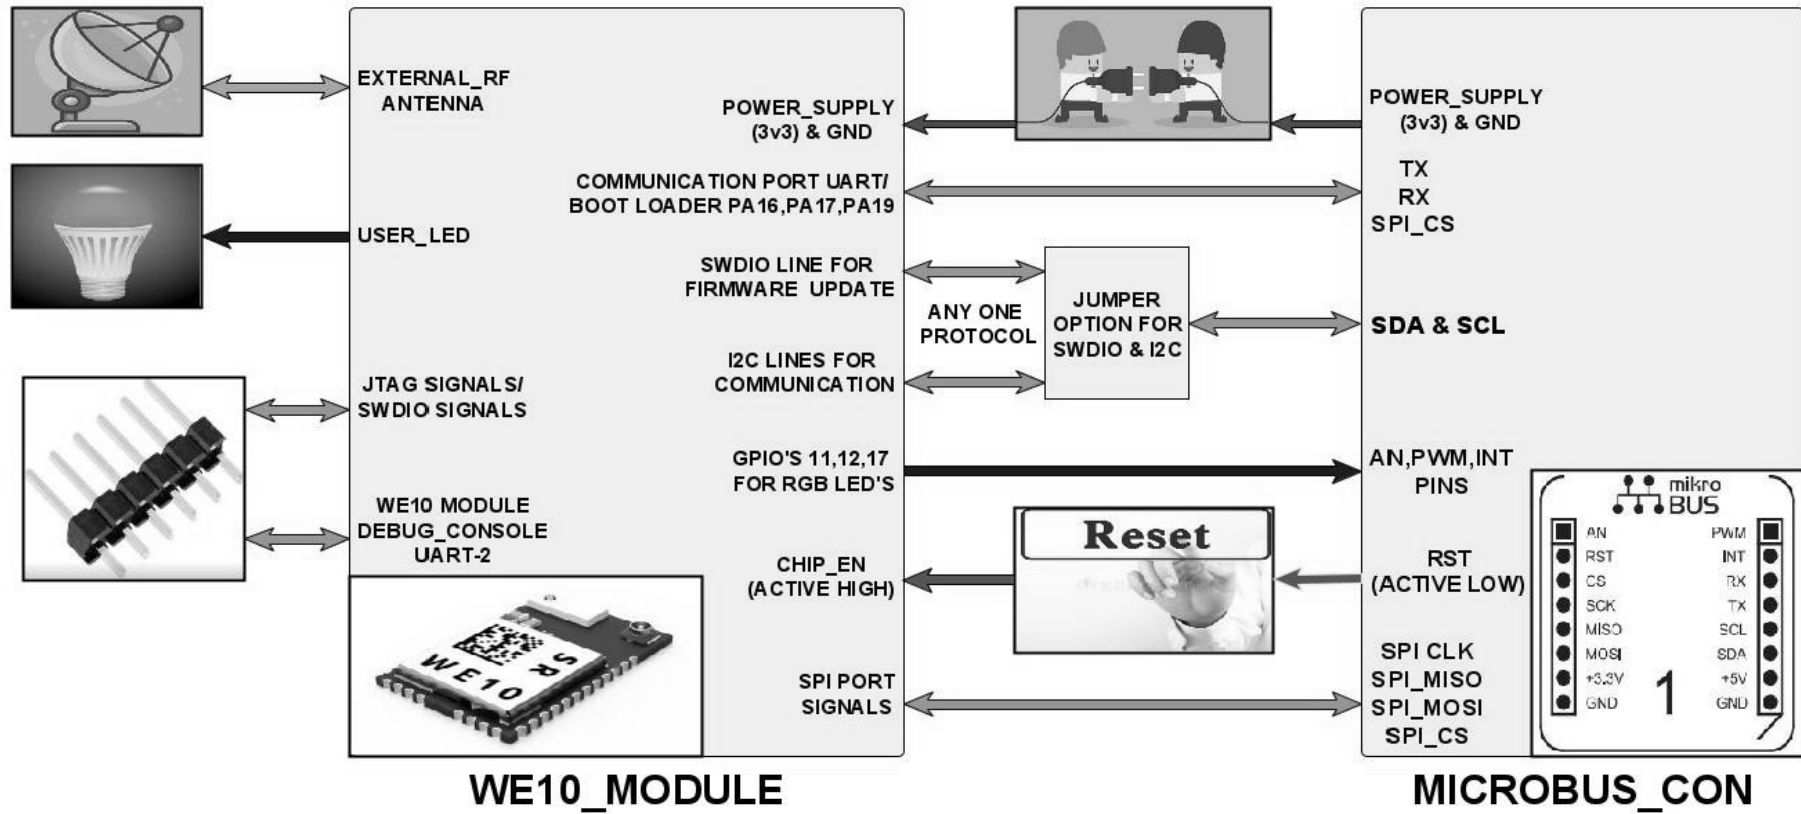 EXTERNAL_RF
ANTENNA
USER_LED
JTAG SIGNALS/
SWDIO SIGNALS
WE10 MODULE
DEBUG_CONSOLE
UART-2
POWER_SUPPLY
(3v3) & GND
COMMUNICATION PORT UART/
BOOT LOADER PA16,PA17,PA19
SWDIO LINE FOR
FIRMWARE UPDATE
I2C LINES FOR
COMMUNICATION
GPIO'S 11,12,17
FOR RGB LED'S
CHIP_EN
(ACTIVE HIGH)
SPI PORT
SIGNALS
WE10
SR
WE10_MODULE
ANY ONE
PROTOCOL
JUMPER
OPTION FOR
SWDIO & I2C
Reset
POWER_SUPPLY
(3v3) & GND
TX
RX
SPI_CS
SDA & SCL
AN,PWM,INT
PINS
RST
(ACTIVE LOW)
SPI CLK
SPI_MISO
SPI_MOSI
SPI_CS
mikro
BUS
AN PWM
RST INT
CS RX
SCK TX
MISO SCL
MOSI SDA
+3.3V +5V
GND GND
1
MICROBUS_CON